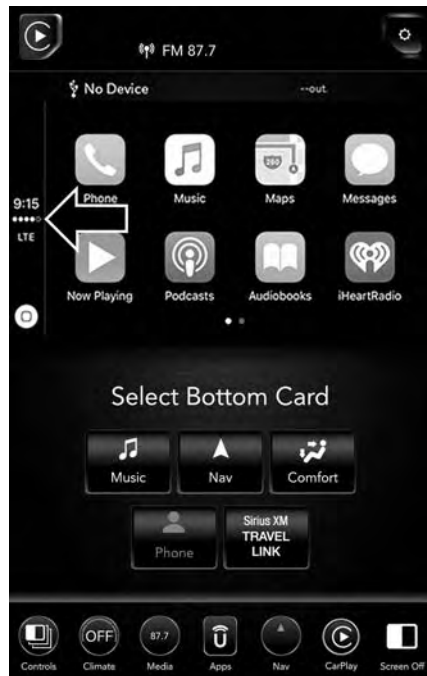 FM 87.7
No Device --out.
9:15
LTE
Phone Music Maps Messages
280
Now Playing Podcasts Audiobooks iHeartRadio
Select Bottom Card
Music Nav Comfort
Phone Sirius XM
TRAVEL
LINK
OFF 87.7
Controls Climate Media Apps Nav CarPlay Screen Off